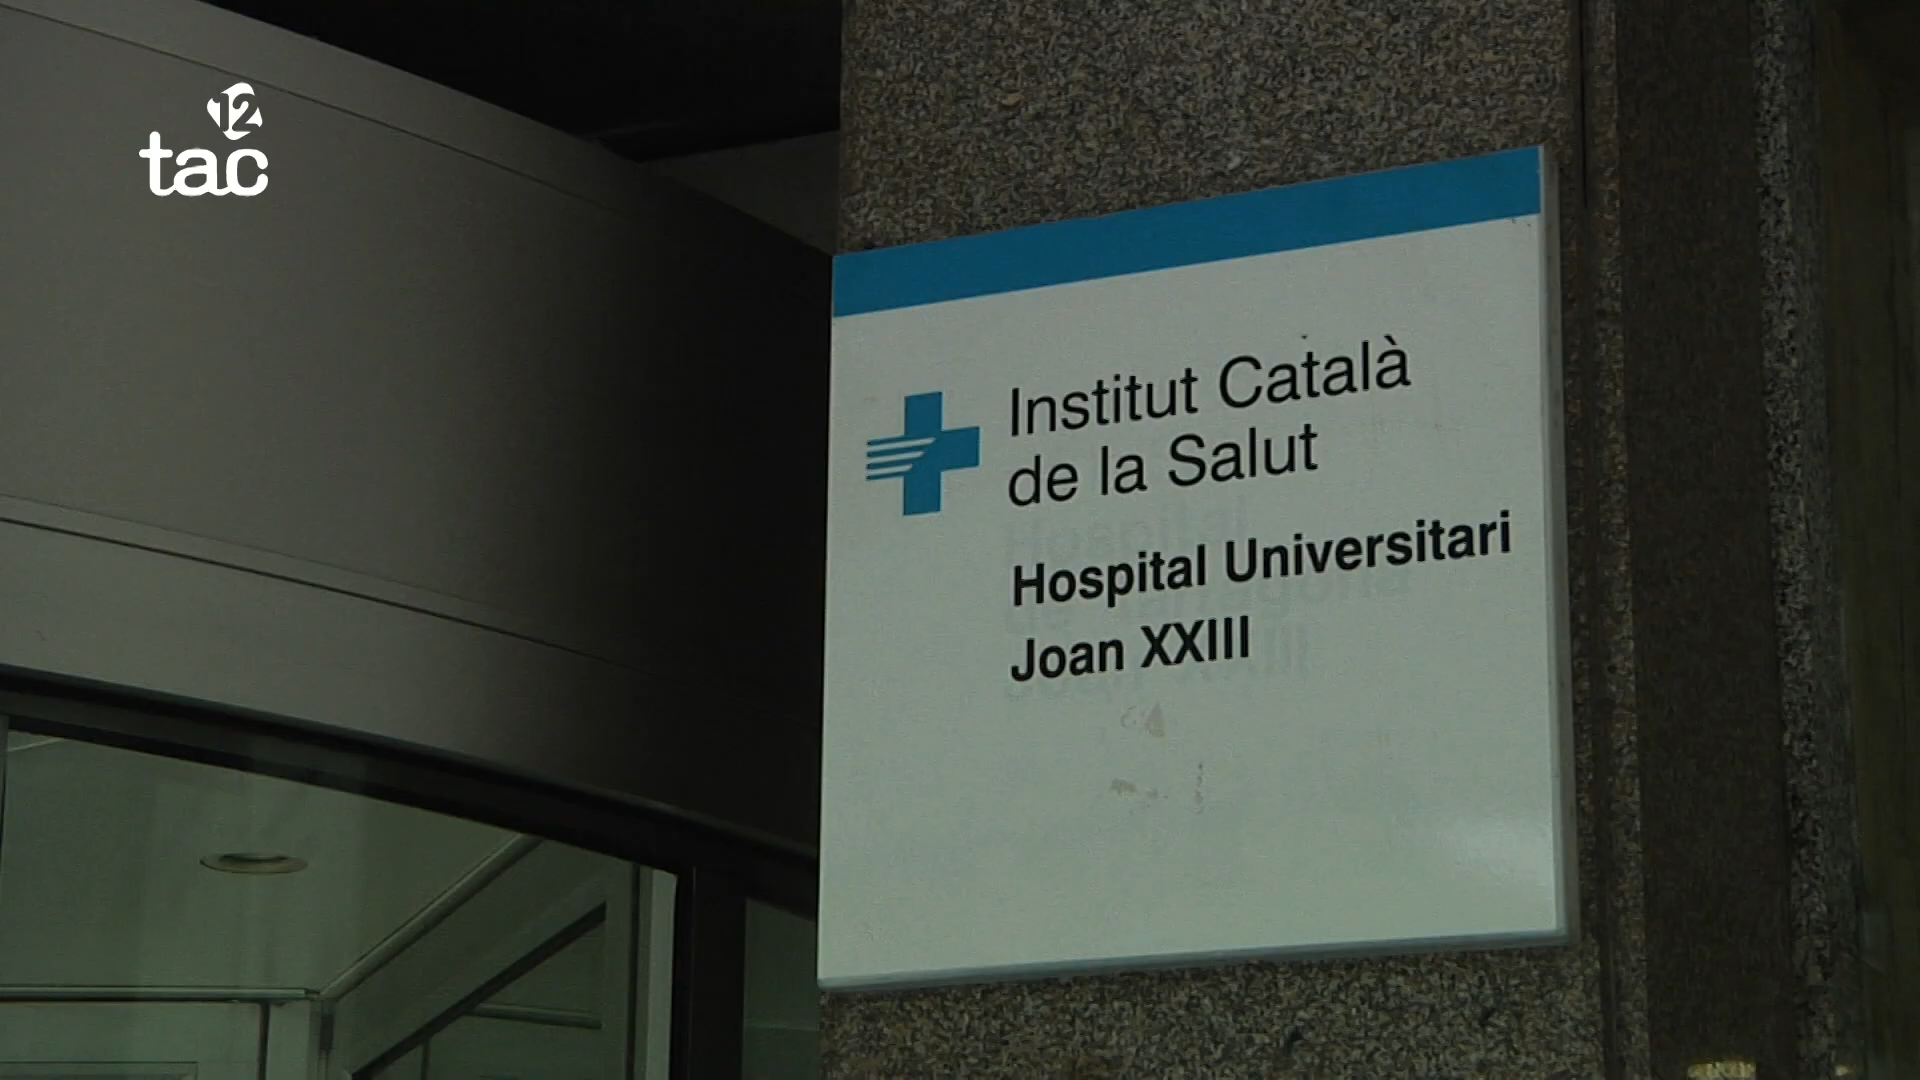 12
tac
Institut Català
de la Salut
Hospital Universitari
Joan XXIII